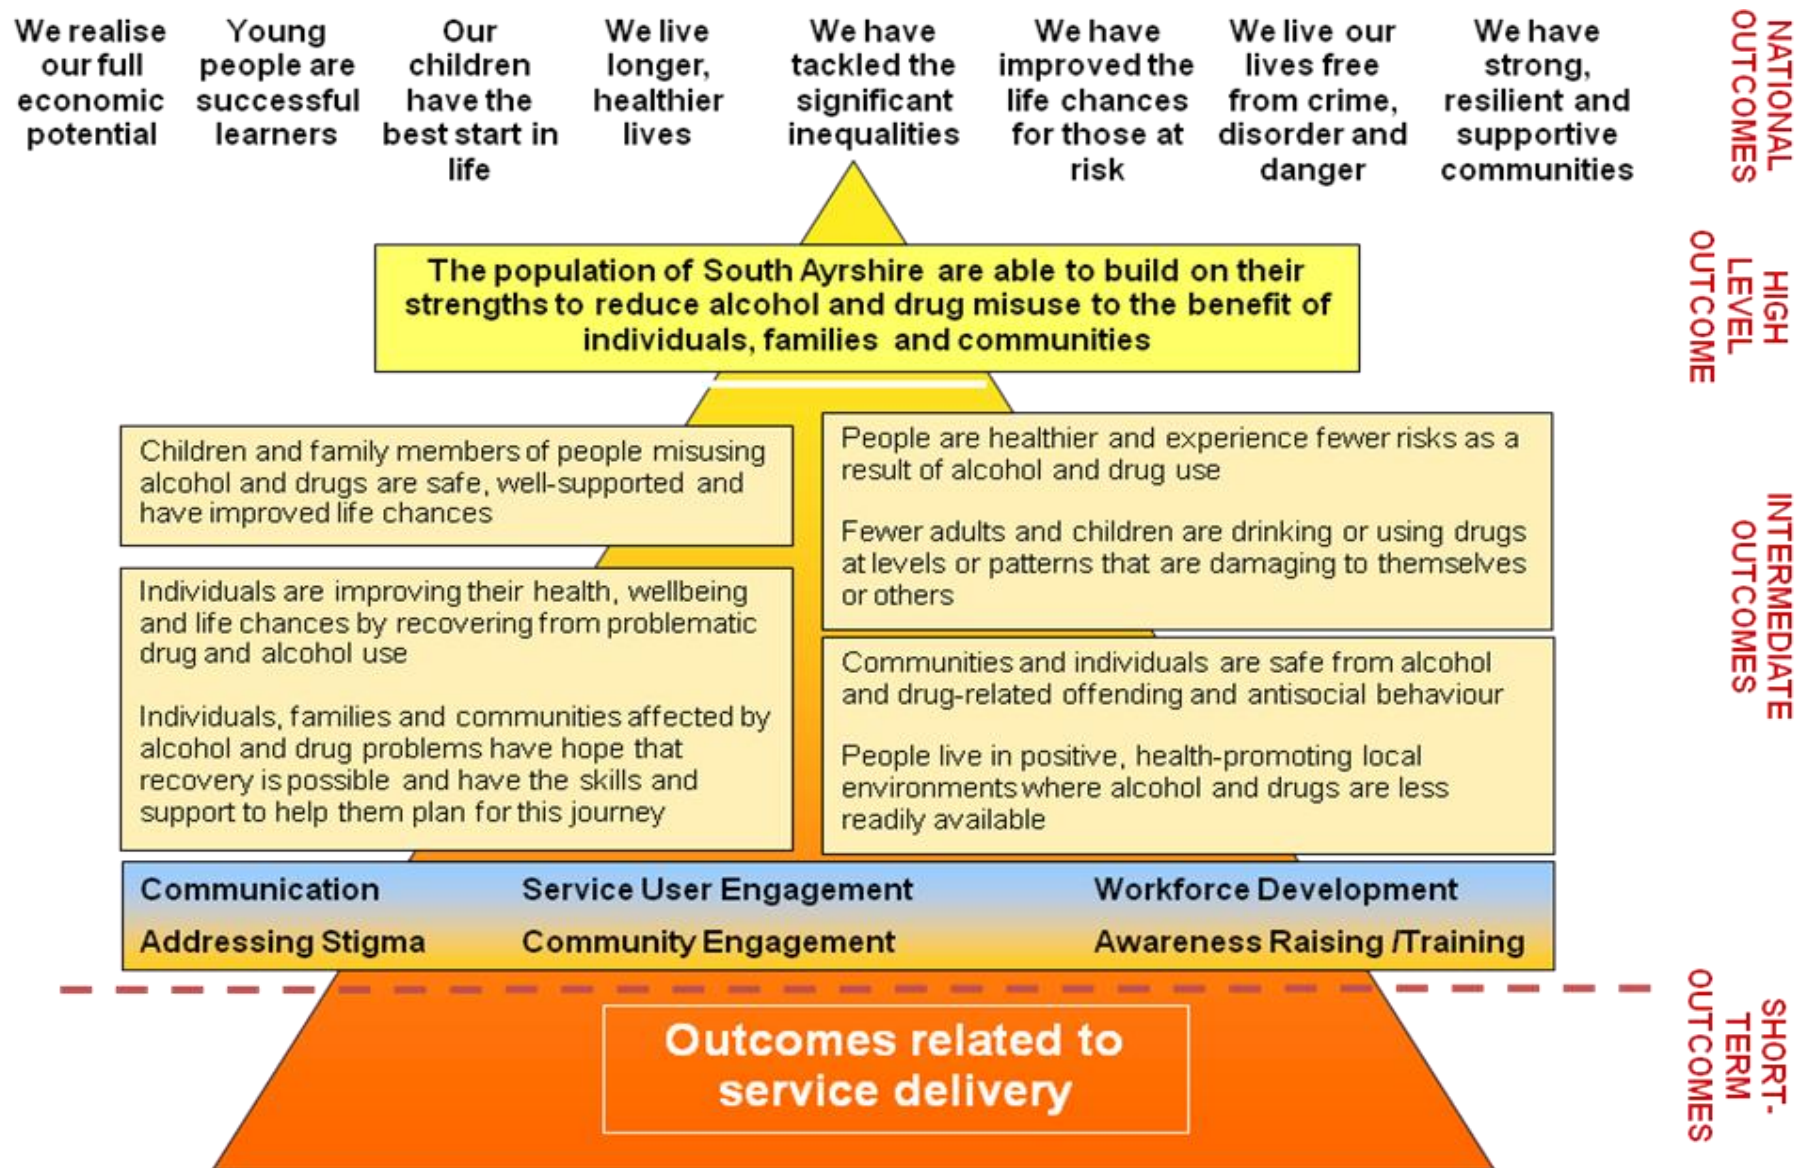 We realise
our full
economic
potential
Young
people are
successful
learners
Our
children
have the
best start in
life
We live
longer,
healthier
lives
We have
tackled the
significant
inequalities
We have
improved the
life chances
for those at
risk
We live our
lives free
from crime,
disorder and
danger
We have
strong,
resilient and
supportive
communities
NATIONAL
OUTCOMES
The population of South Ayrshire are able to build on their
strengths to reduce alcohol and drug misuse to the benefit of
individuals, families and communities
HIGH
LEVEL
OUTCOME
Children and family members of people misusing
alcohol and drugs are safe, well-supported and
have improved life chances
Individuals are improving their health, wellbeing
and life chances by recovering from problematic
drug and alcohol use
Individuals, families and communities affected by
alcohol and drug problems have hope that
recovery is possible and have the skills and
support to help them plan for this journey
People are healthier and experience fewer risks as a
result of alcohol and drug use
Fewer adults and children are drinking or using drugs
at levels or patterns that are damaging to themselves
or others
Communities and individuals are safe from alcohol
and drug-related offending and antisocial behaviour
People live in positive, health-promoting local
environments where alcohol and drugs are less
readily available
INTERMEDIATE
OUTCOMES
Communication
Service User Engagement
Workforce Development
Addressing Stigma
Community Engagement
Awareness Raising /Training
Outcomes related to
service delivery
SHORT-
TERM
OUTCOMES